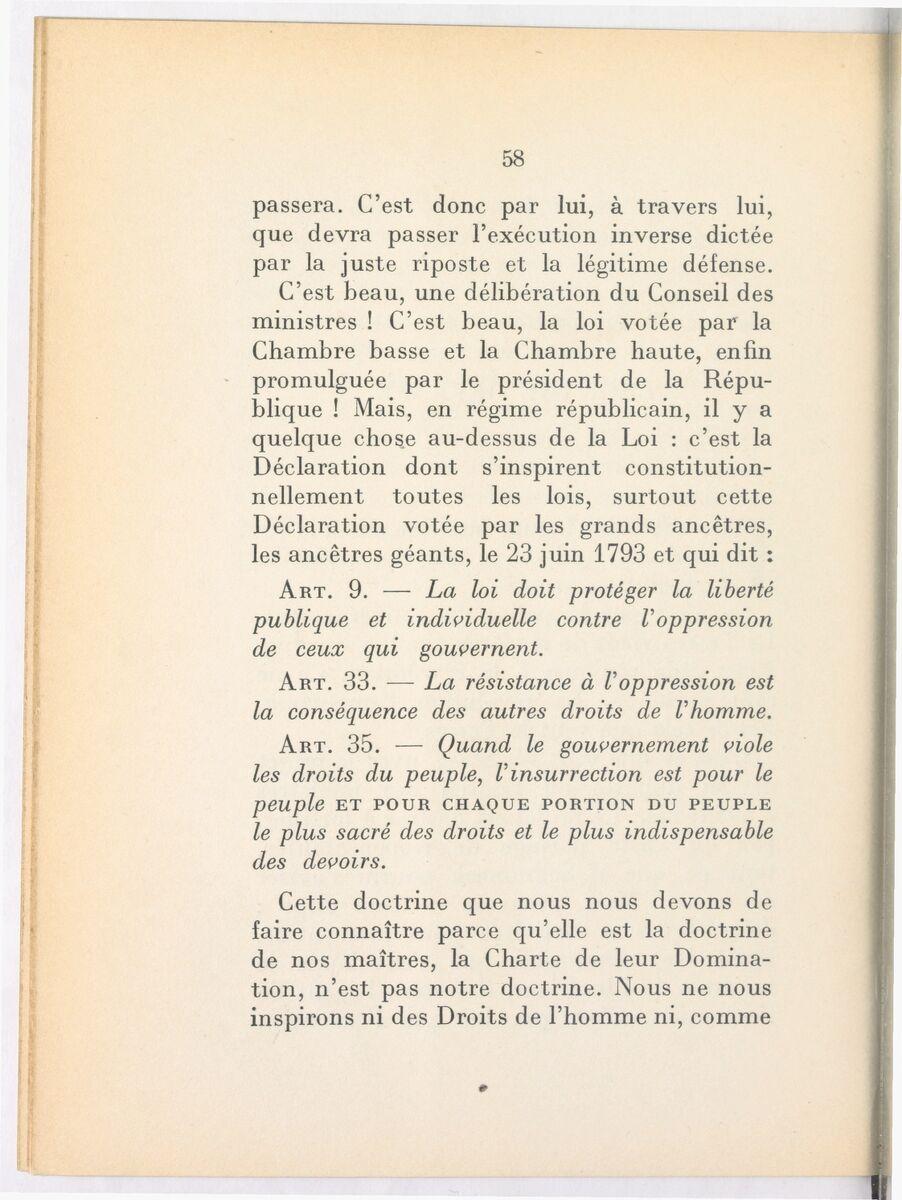 58
passera. C’est donc par lui, à travers lui,
que devra passer l’exécution inverse dictée
par la juste riposte et la légitime défense.
C’est beau, une délibération du Conseil des
ministres ! C’est beau, la loi votée par la
Chambre basse et la Chambre haute, enfin
promulguée par le président de la Répu-
blique ! Mais, en régime républicain, il y a
quelque chose au-dessus de la Loi : c’est la
Déclaration dont s’inspirent constitution-
nellement toutes les lois, surtout cette
Déclaration votée par les grands ancêtres,
les ancêtres géants, le 23 juin 1793 et qui dit :
ART. 9. — La loi doit protéger la liberté
publique et individuelle contre l’oppression
de ceux qui gouvernent.
ART. 33. — La résistance à l’oppression est
la conséquence des autres droits de l’homme.
ART. 35. — Quand le gouvernement viole
les droits du peuple, l’insurrection est pour le
peuple ET POUR CHAQUE PORTION DU PEUPLE
le plus sacré des droits et le plus indispensable
des devoirs.
Cette doctrine que nous nous devons de
faire connaître parce qu’elle est la doctrine
de nos maîtres, la Charte de leur Domina-
tion, n’est pas notre doctrine. Nous ne nous
inspirons ni des Droits de l’homme ni, comme